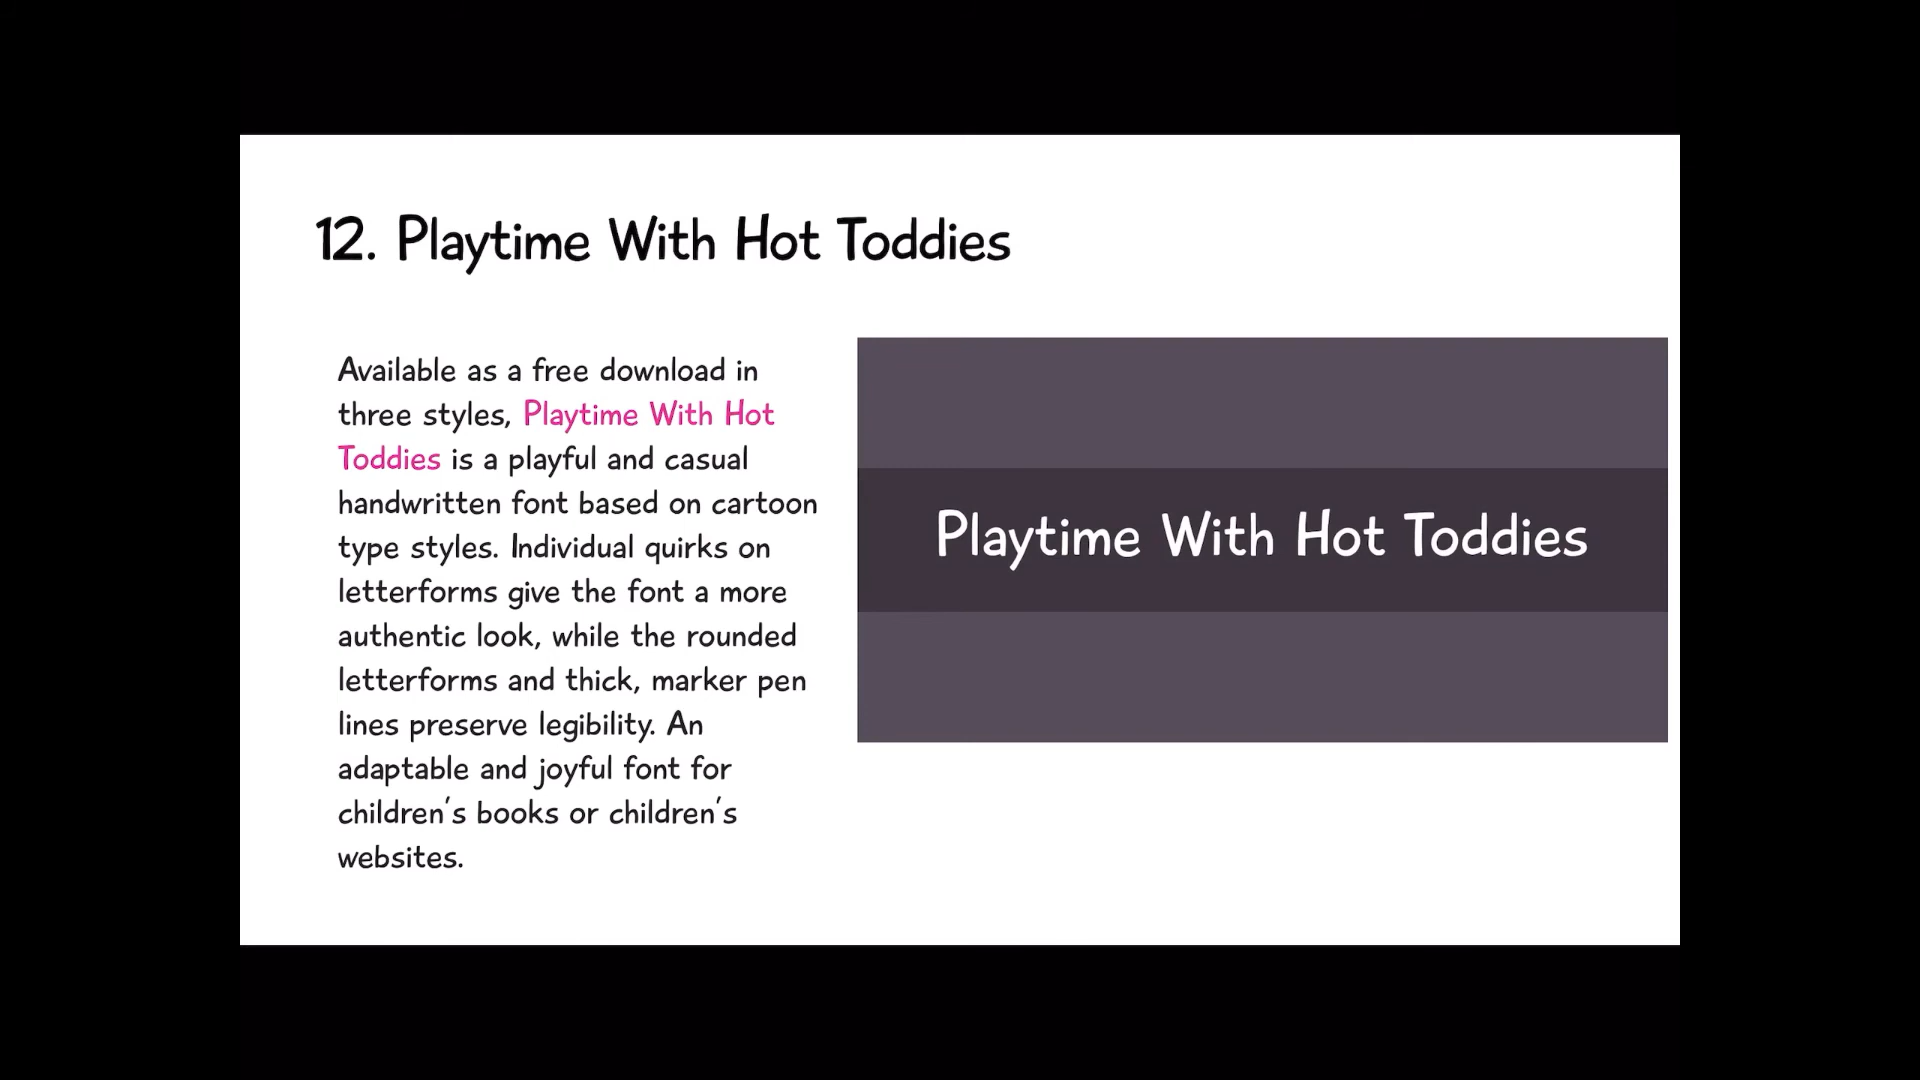 12. Playtime With Hot Toddies
Available as a free download in
three styles, Playtime With Hot
Toddies is a playful and casual
handwritten font based on cartoon
type styles. Individual quirks on
letterforms give the font a more
authentic look, while the rounded
letterforms and thick, marker pen
lines preserve legibility. An
adaptable and joyful font for
children's books or children's
websites.
Playtime With Hot Toddies